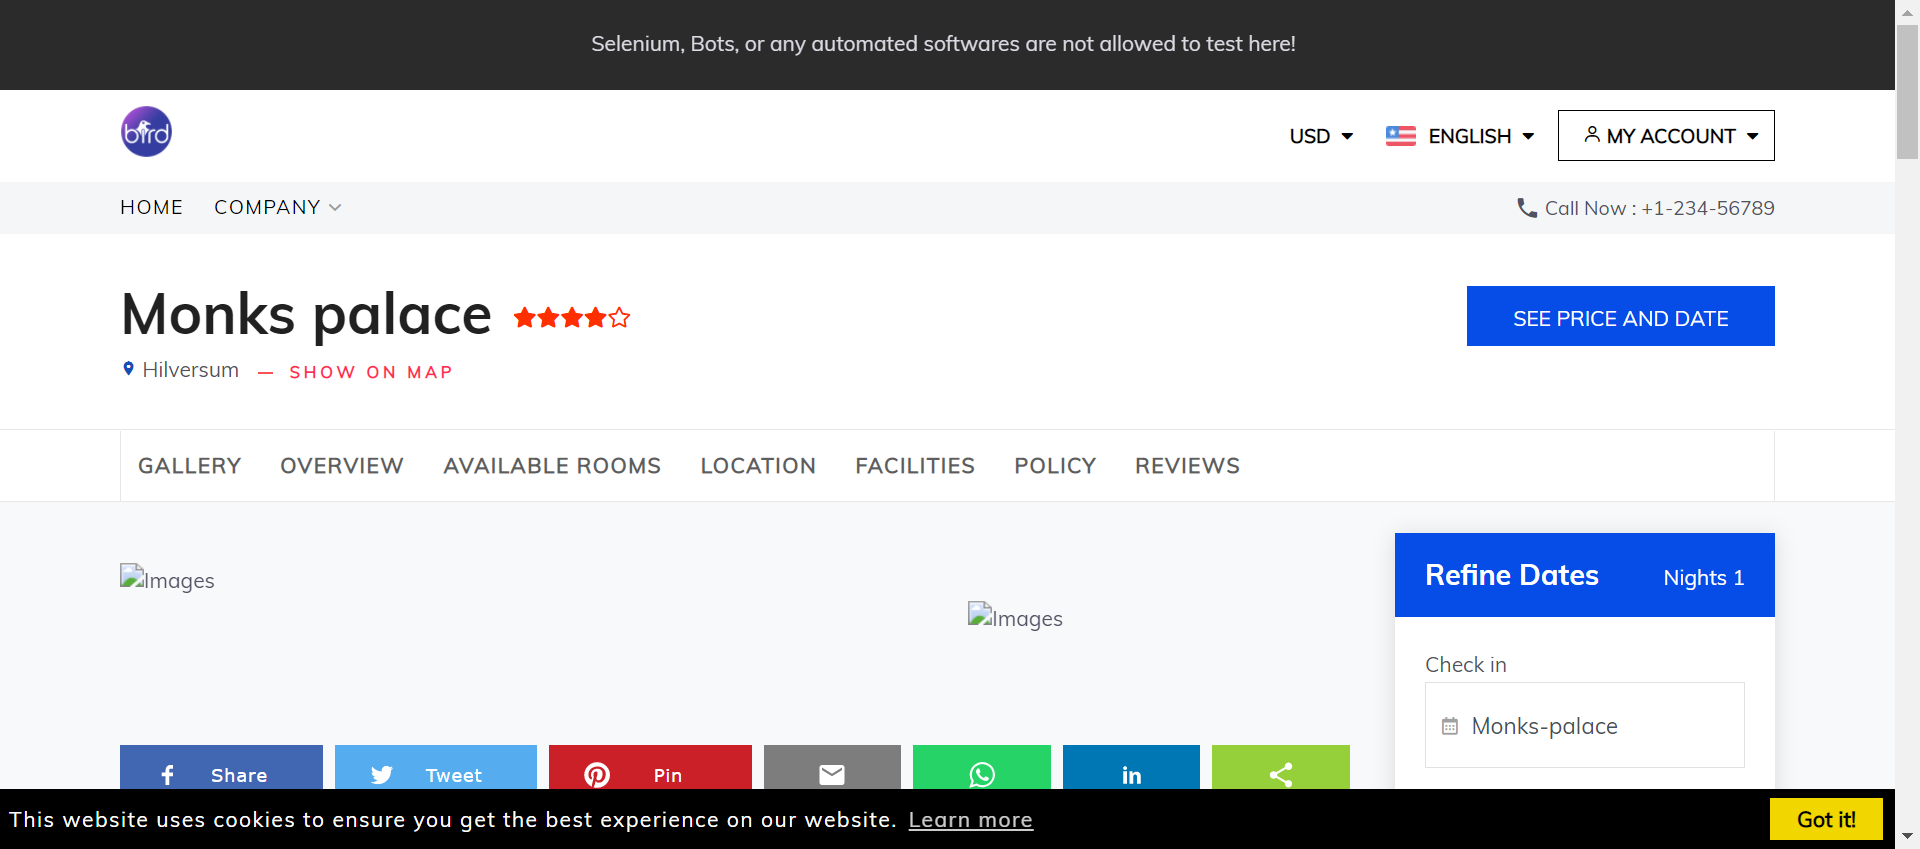 Selenium, Bots, or any automated softwares are not allowed to test here!
bird
USD
ENGLISH
MY ACCOUNT
HOME
COMPANY
Call Now : +1-234-56789
Monks palace
SEE PRICE AND DATE
Hilversum
— SHOW ON MAP
GALLERY
OVERVIEW
AVAILABLE ROOMS
LOCATION
FACILITIES
POLICY
REVIEWS
Images
Images
Refine Dates
Nights 1
Check in
Monks-palace
Share
Tweet
Pin
This website uses cookies to ensure you get the best experience on our website. Learn more
Got it!